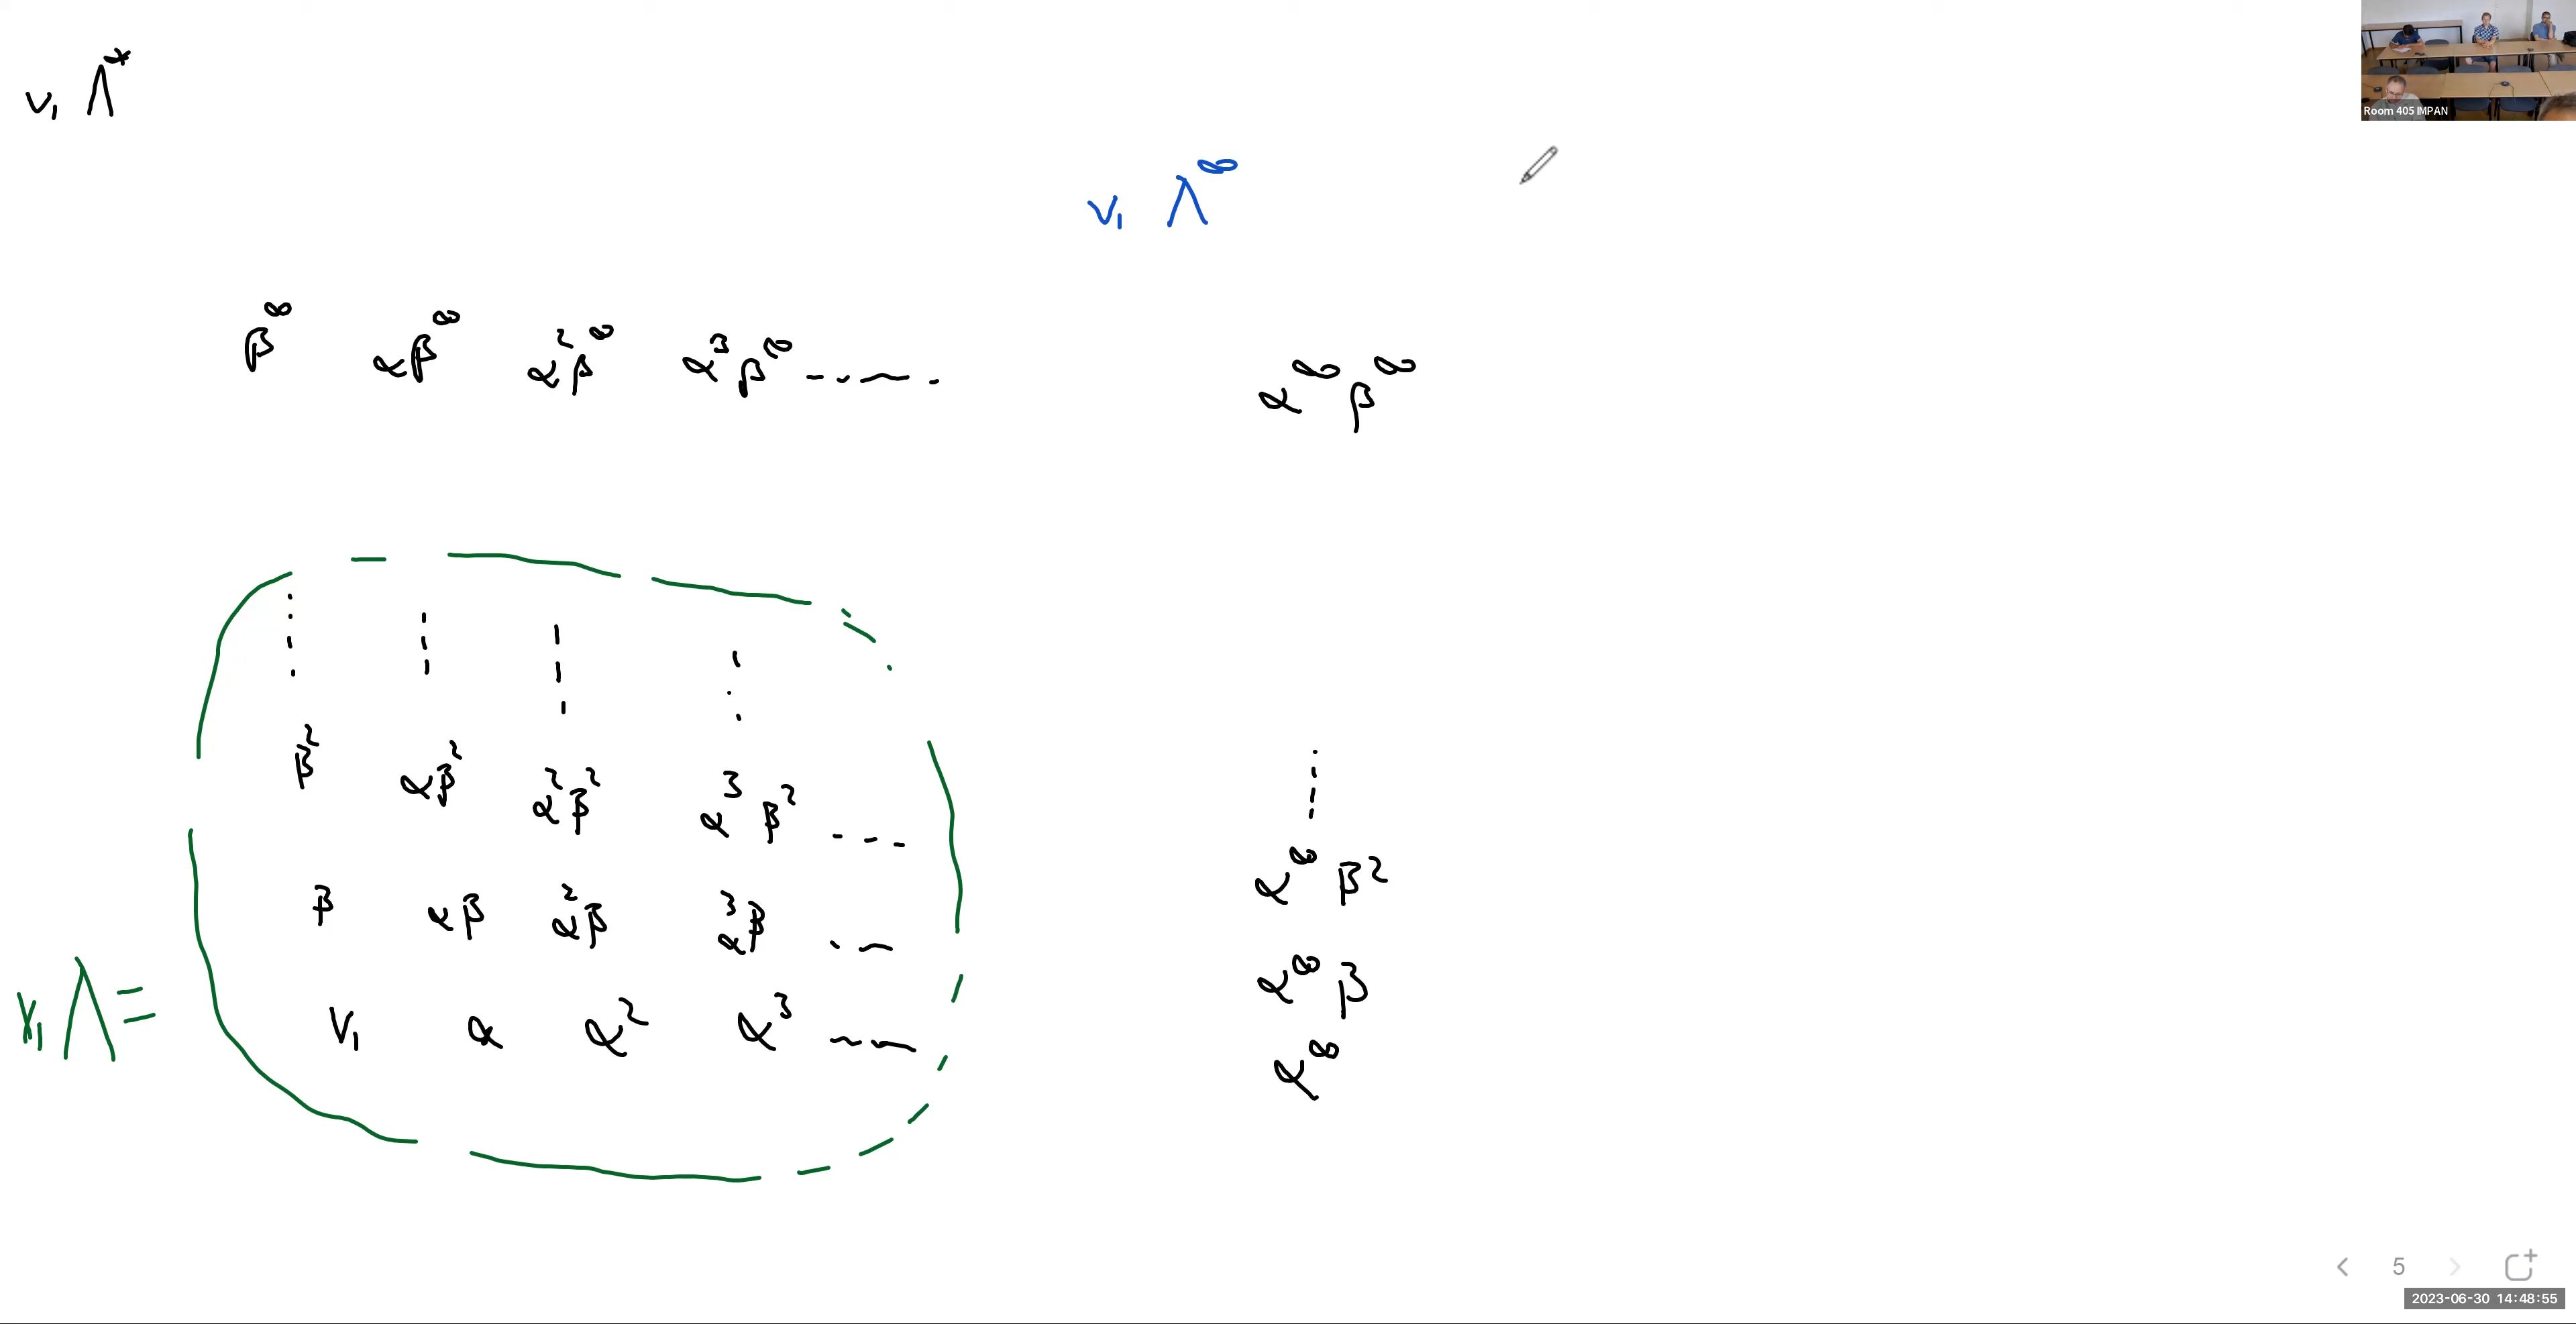 v₁ Λ*
Room 405 IMPAN
v₁ Λ^∞
β^∞ αβ^∞ α²β^∞ α³β^∞ ----- α^∞ β^∞
β² αβ² α²β² α³β² ---
α^∞ β²
β αβ α²β α³β ---
α^∞ β
v₁ Λ =
v₁ α α² α³ ----
α^∞
5
2023-06-30 14:48:55